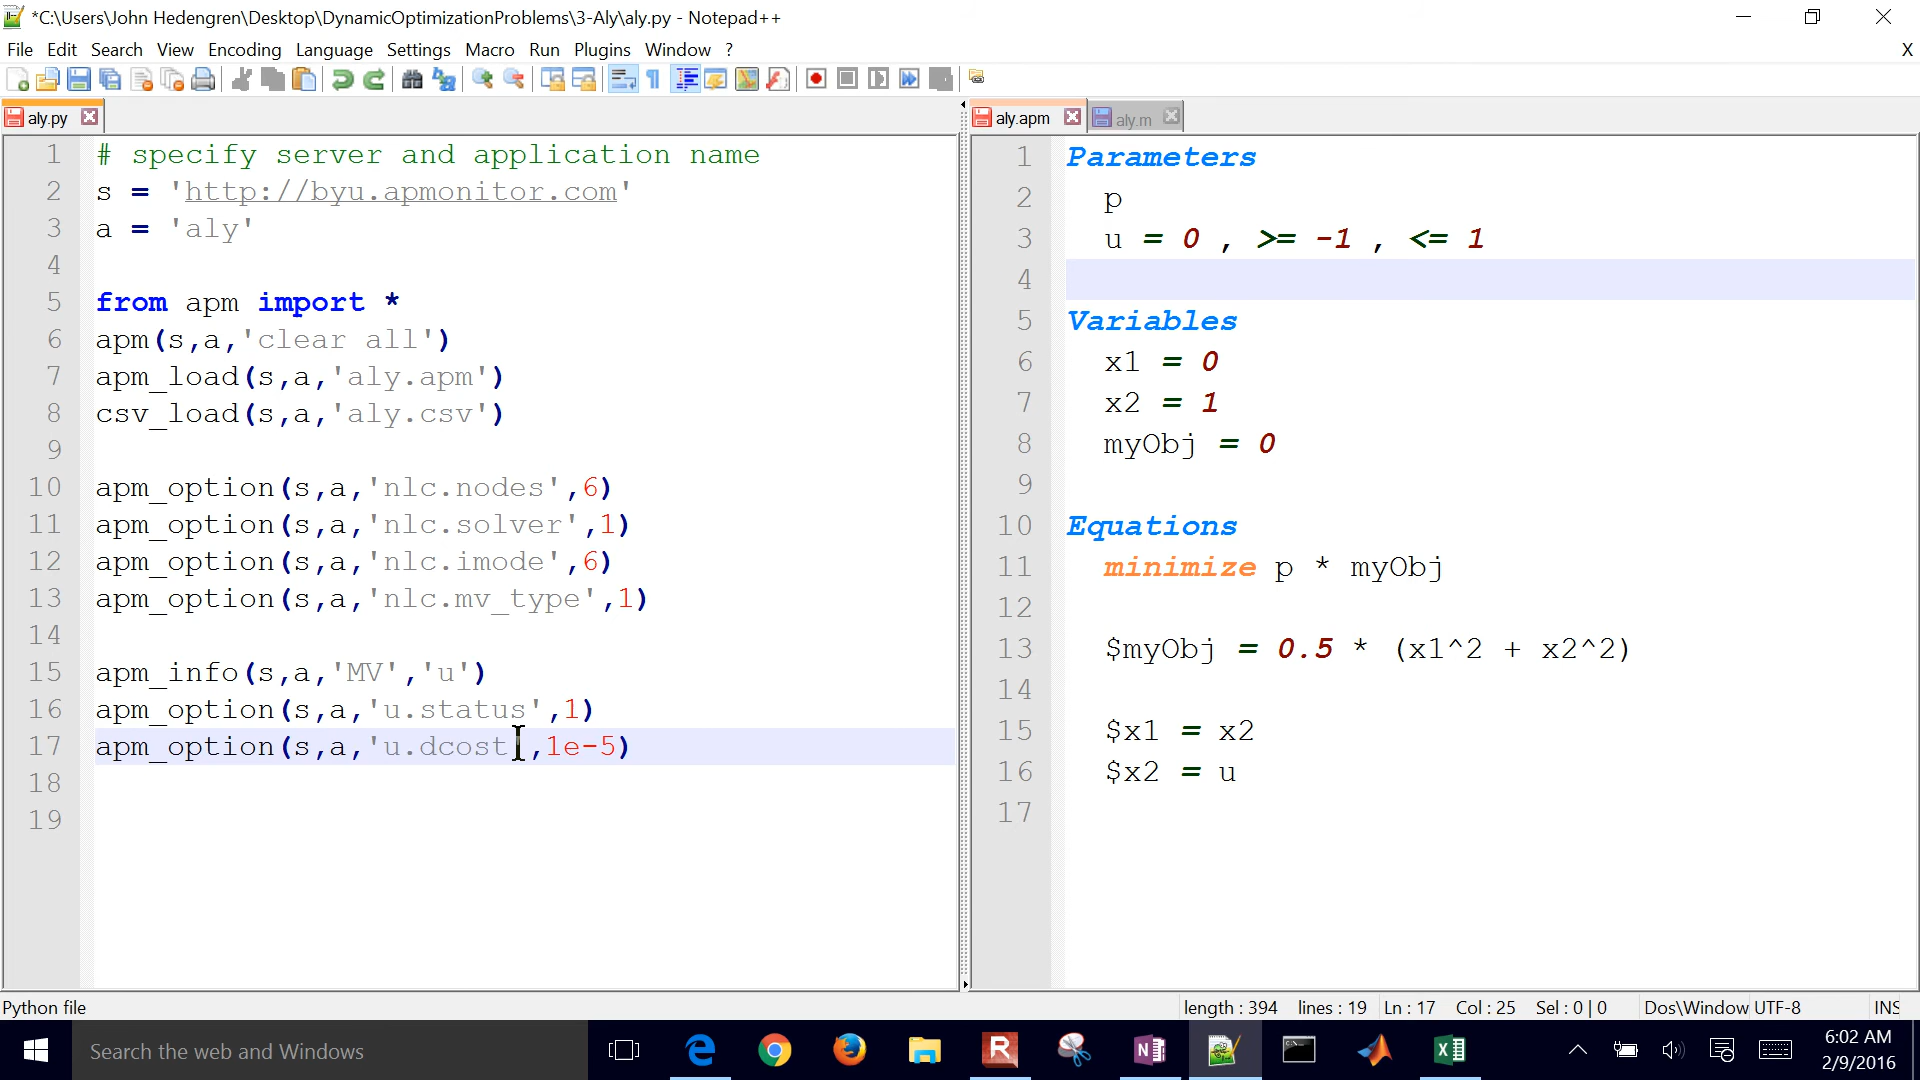 *C:\Users\John Hedengren\Desktop\DynamicOptimizationProblems\3-Aly\aly.py - Notepad++
File Edit Search View Encoding Language Settings Macro Run Plugins Window ?
X
aly.py
1 # specify server and application name
2 s = 'http://byu.apmonitor.com'
3 a = 'aly'
4
5 from apm import *
6 apm(s,a,'clear all')
7 apm_load(s,a,'aly.apm')
8 csv_load(s,a,'aly.csv')
9
10 apm_option(s,a,'nlc.nodes',6)
11 apm_option(s,a,'nlc.solver',1)
12 apm_option(s,a,'nlc.imode',6)
13 apm_option(s,a,'nlc.mv_type',1)
14
15 apm_info(s,a,'MV','u')
16 apm_option(s,a,'u.status',1)
17 apm_option(s,a,'u.dcost',1e-5)
18
19
aly.apm aly.m
1 Parameters
2 p
3 u = 0 , >= -1 , <= 1
4
5 Variables
6 x1 = 0
7 x2 = 1
8 myObj = 0
9
10 Equations
11 minimize p * myObj
12
13 $myObj = 0.5 * (x1^2 + x2^2)
14
15 $x1 = x2
16 $x2 = u
17
Python file length : 394 lines : 19 Ln : 17 Col : 25 Sel : 0 | 0 Dos\Window UTF-8 INS
Search the web and Windows
6:02 AM
2/9/2016